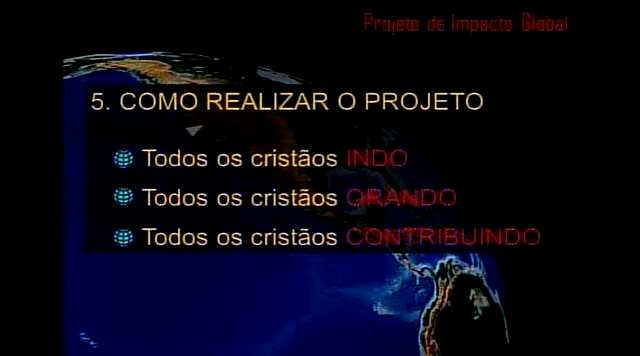 Projeto de Impacto Global
5. COMO REALIZAR O PROJETO
Todos os cristãos INDO
Todos os cristãos ORANDO
Todos os cristãos CONTRIBUINDO